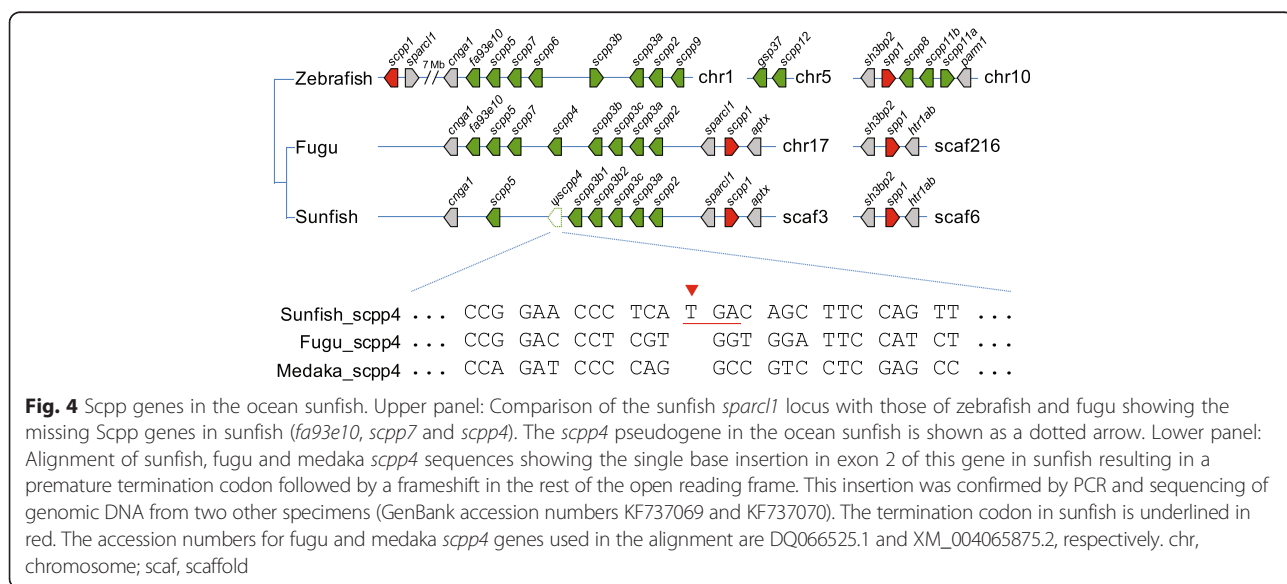 scpp1 sparcl1 7 Mb cnga1 fa93e10 scpp5 scpp7 scpp6 scpp3b scpp3a scpp2 scpp9 gsp37 scpp12 sh3bp2 spp1 scpp8 scpp11b scpp11a parm1
Zebrafish // chr1 chr5 chr10
cnga1 fa93e10 scpp5 scpp7 scpp4 scpp3b scpp3c scpp3a scpp2 sparcl1 scpp1 aptx sh3bp2 spp1 htr1ab
Fugu chr17 scaf216
cnga1 scpp5 ψscpp4 scpp3b1 scpp3b2 scpp3c scpp3a scpp2 sparcl1 scpp1 aptx sh3bp2 spp1 htr1ab
Sunfish scaf3 scaf6
Sunfish_scpp4 ... CCG GAA CCC TCA T GAC AGC TTC CAG TT ...
Fugu_scpp4 ... CCG GAC CCT CGT GGT GGA TTC CAT CT ...
Medaka_scpp4 ... CCA GAT CCC CAG GCC GTC CTC GAG CC ...
Fig. 4 Scpp genes in the ocean sunfish. Upper panel: Comparison of the sunfish sparcl1 locus with those of zebrafish and fugu showing the
missing Scpp genes in sunfish (fa93e10, scpp7 and scpp4). The scpp4 pseudogene in the ocean sunfish is shown as a dotted arrow. Lower panel:
Alignment of sunfish, fugu and medaka scpp4 sequences showing the single base insertion in exon 2 of this gene in sunfish resulting in a
premature termination codon followed by a frameshift in the rest of the open reading frame. This insertion was confirmed by PCR and sequencing of
genomic DNA from two other specimens (GenBank accession numbers KF737069 and KF737070). The termination codon in sunfish is underlined in
red. The accession numbers for fugu and medaka scpp4 genes used in the alignment are DQ066525.1 and XM_004065875.2, respectively. chr,
chromosome; scaf, scaffold